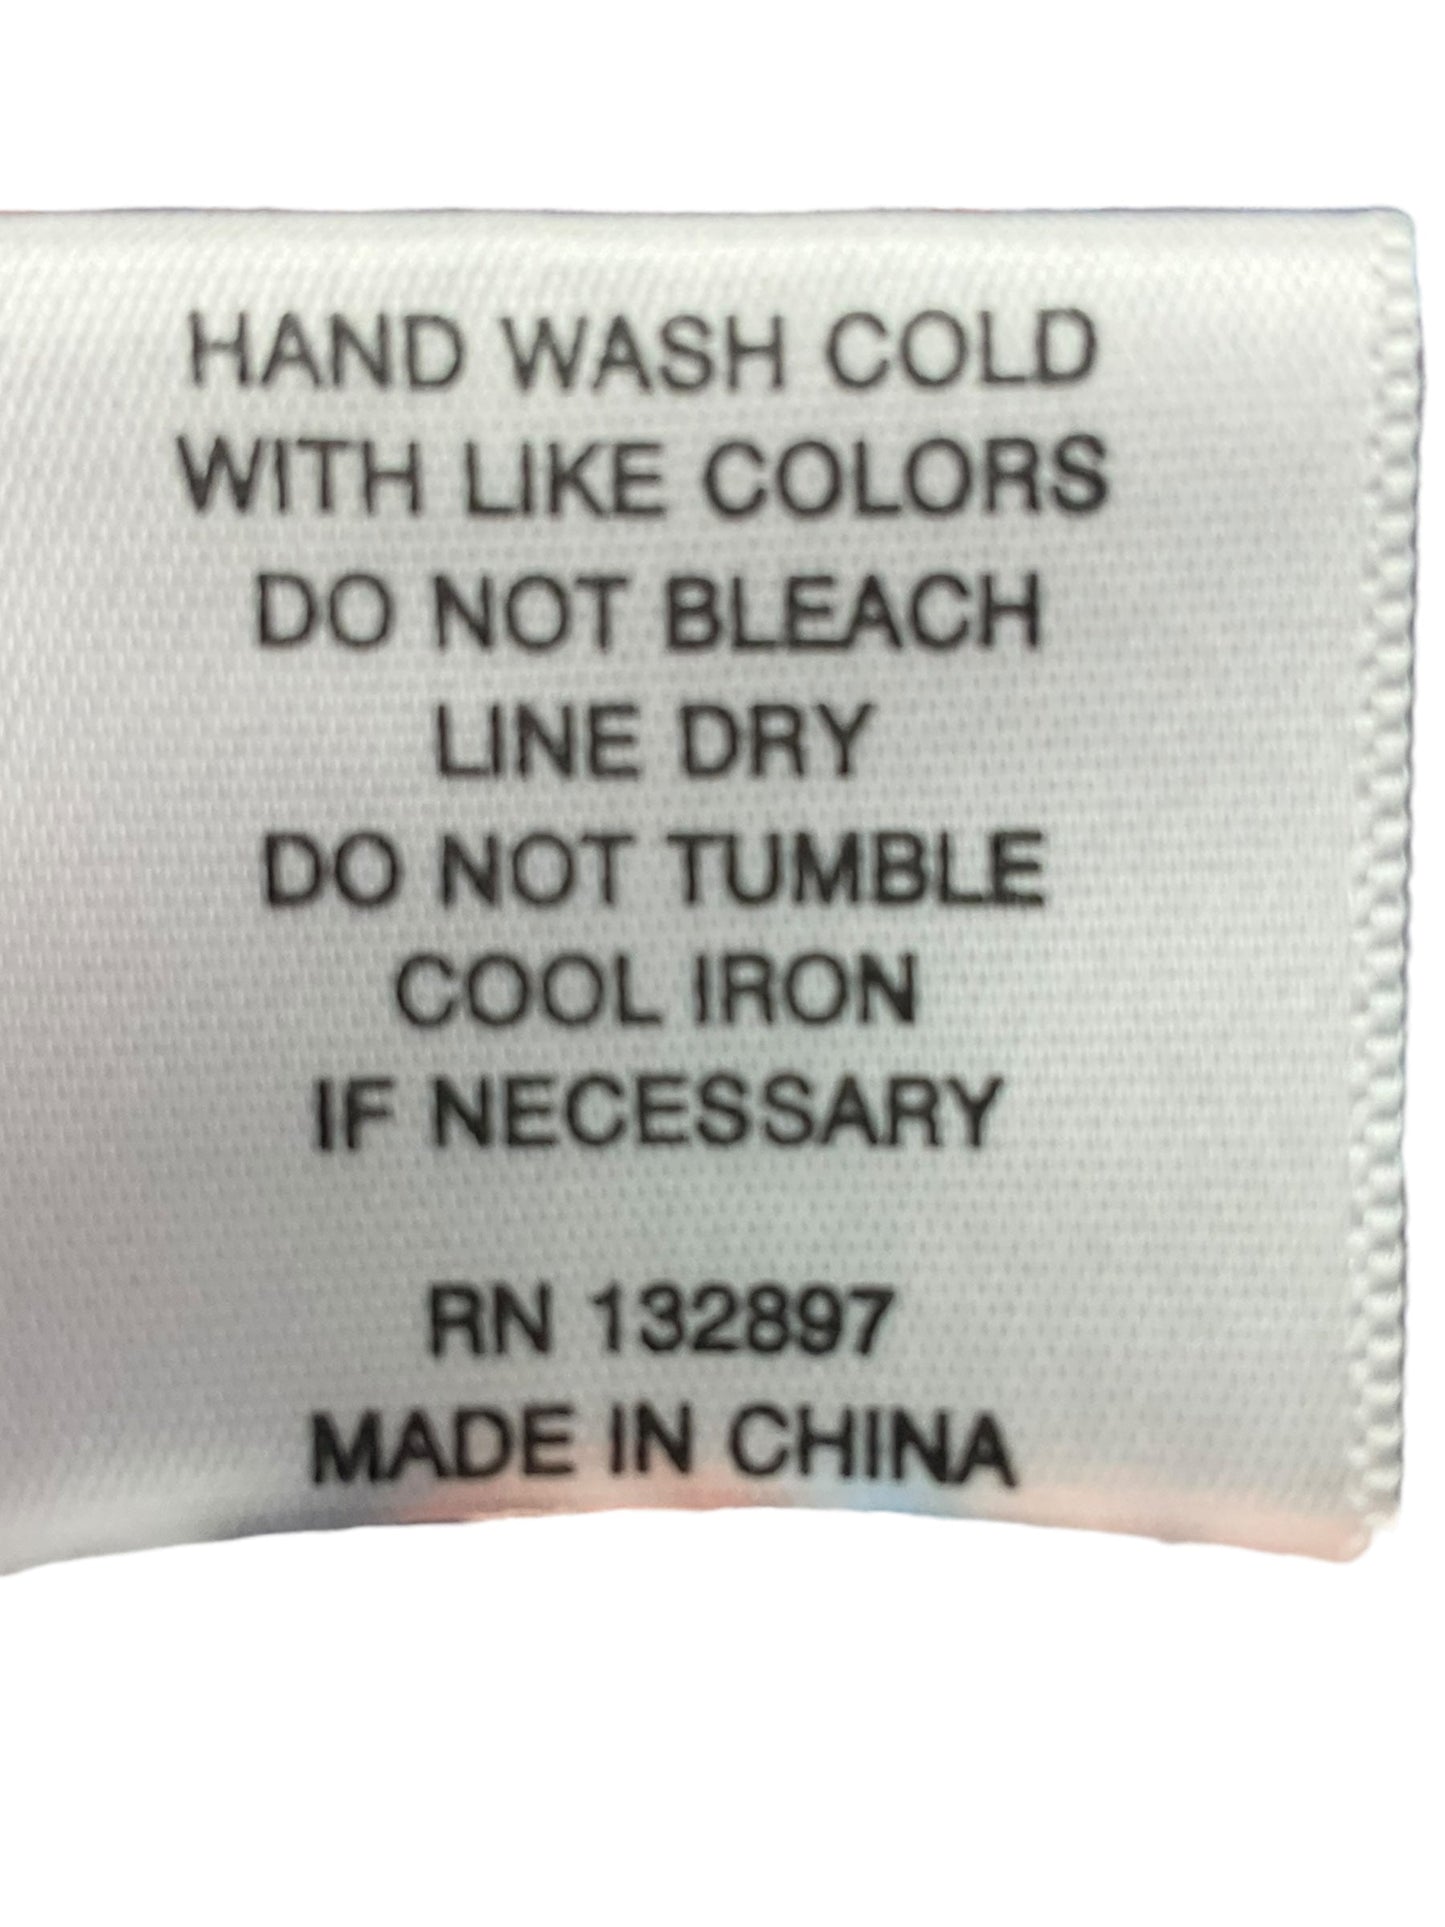 HAND WASH COLD
WITH LIKE COLORS
DO NOT BLEACH
LINE DRY
DO NOT TUMBLE
COOL IRON
IF NECESSARY
RN 132897
MADE IN CHINA